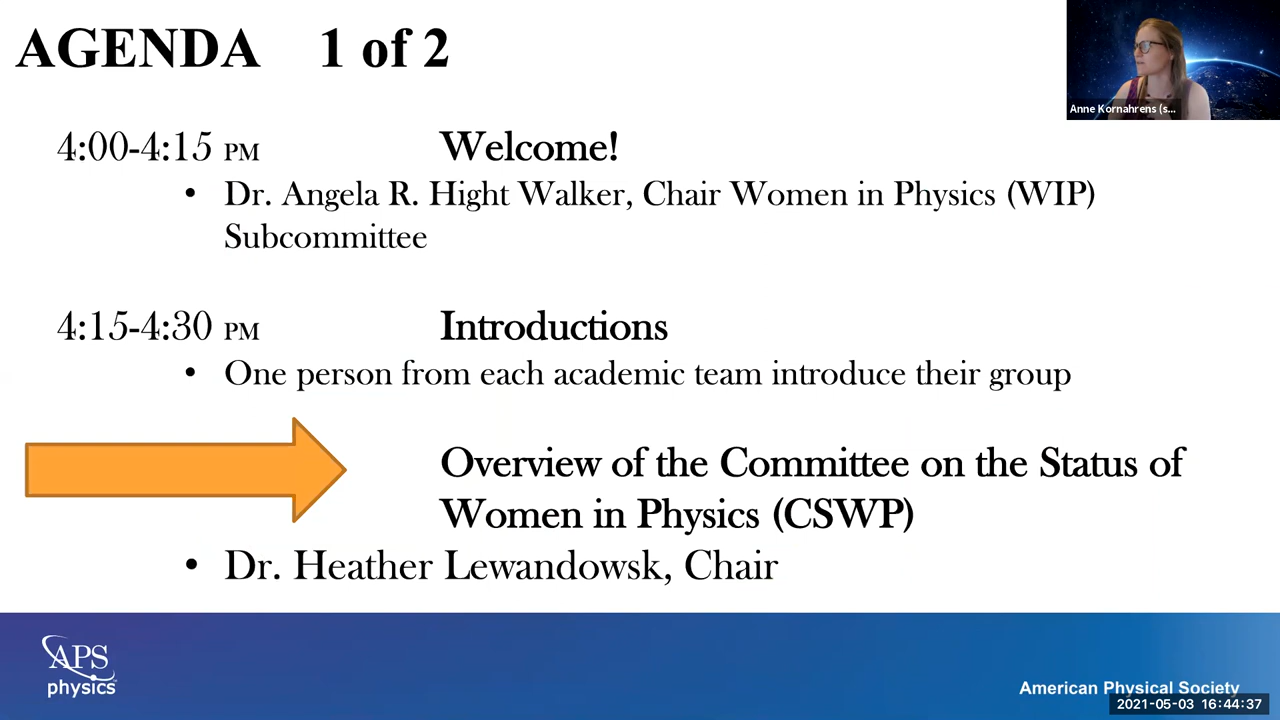 AGENDA 1 of 2
Anne Kornahrens (s...
4:00-4:15 PM Welcome!
• Dr. Angela R. Hight Walker, Chair Women in Physics (WIP)
Subcommittee
4:15-4:30 PM Introductions
• One person from each academic team introduce their group
Overview of the Committee on the Status of
Women in Physics (CSWP)
• Dr. Heather Lewandowsk, Chair
APS
physics
American Physical Society
2021-05-03 16:44:37